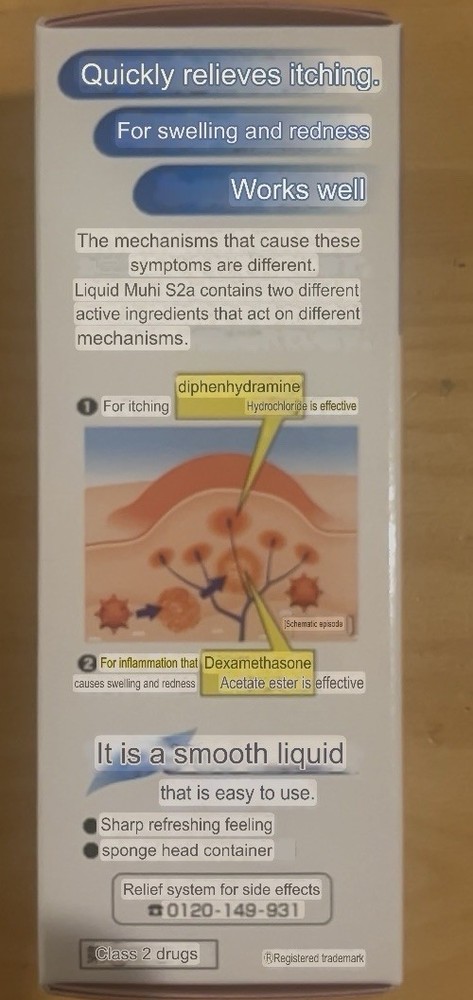 Quickly relieves itching.
For swelling and redness
Works well
The mechanisms that cause these
symptoms are different.
Liquid Muhi S2a contains two different
active ingredients that act on different
mechanisms.
diphenhydramine
❶ For itching Hydrochloride is effective
[Schematic episode]
❷ For inflammation that Dexamethasone
causes swelling and redness Acetate ester is effective
It is a smooth liquid
that is easy to use.
● Sharp refreshing feeling
● sponge head container
Relief system for side effects
☎0120-149-931
Class 2 drugs
®Registered trademark